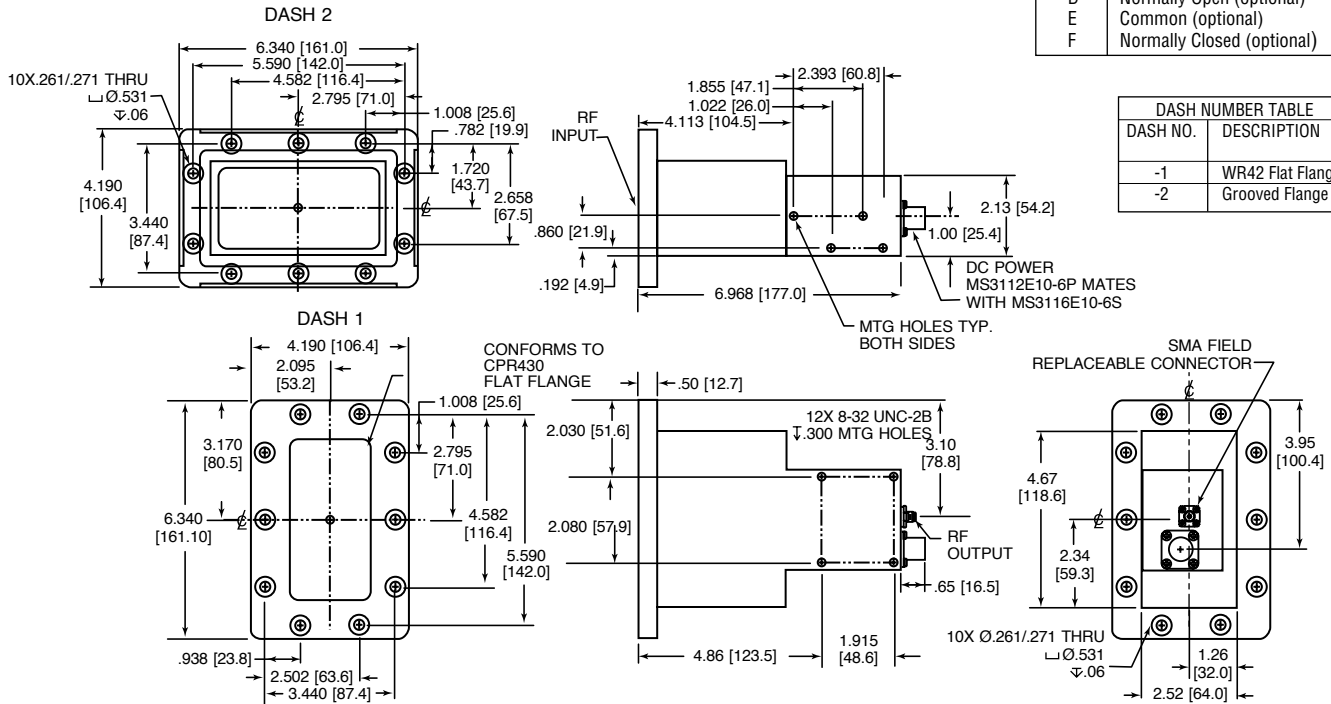 DASH 2
6.340 [161.0]
5.590 [142.0]
4.582 [116.4]
2.795 [71.0]
10X.261/.271 THRU
⌴Ø.531
↧.06
1.008 [25.6]
.782 [19.9]
℄
4.190
[106.4]
3.440
[87.4]
1.720
[43.7]
2.658
[67.5]
℄
2.393 [60.8]
1.855 [47.1]
1.022 [26.0]
4.113 [104.5]
RF
INPUT
.860 [21.9]
.192 [4.9]
2.13 [54.2]
1.00 [25.4]
6.968 [177.0]
DC POWER
MS3112E10-6P MATES
WITH MS3116E10-6S
MTG HOLES TYP.
BOTH SIDES
E Common (optional)
F Normally Closed (optional)
DASH NUMBER TABLE
DASH NO. DESCRIPTION
-1 WR42 Flat Flang
-2 Grooved Flange
DASH 1
4.190 [106.4]
2.095
[53.2]
CONFORMS TO
CPR430
FLAT FLANGE
1.008 [25.6]
3.170
[80.5]
2.795
[71.0]
6.340
[161.10]
℄
4.582
[116.4]
5.590
[142.0]
.938 [23.8]
2.502 [63.6]
3.440 [87.4]
.50 [12.7]
2.030 [51.6]
12X 8-32 UNC-2B
↧.300 MTG HOLES
3.10
[78.8]
2.080 [57.9]
RF
OUTPUT
.65 [16.5]
4.86 [123.5]
1.915
[48.6]
SMA FIELD
REPLACEABLE CONNECTOR
℄
3.95
[100.4]
4.67
[118.6]
℄
2.34
[59.3]
10X Ø.261/.271 THRU
⌴Ø.531
↧.06
1.26
[32.0]
2.52 [64.0]